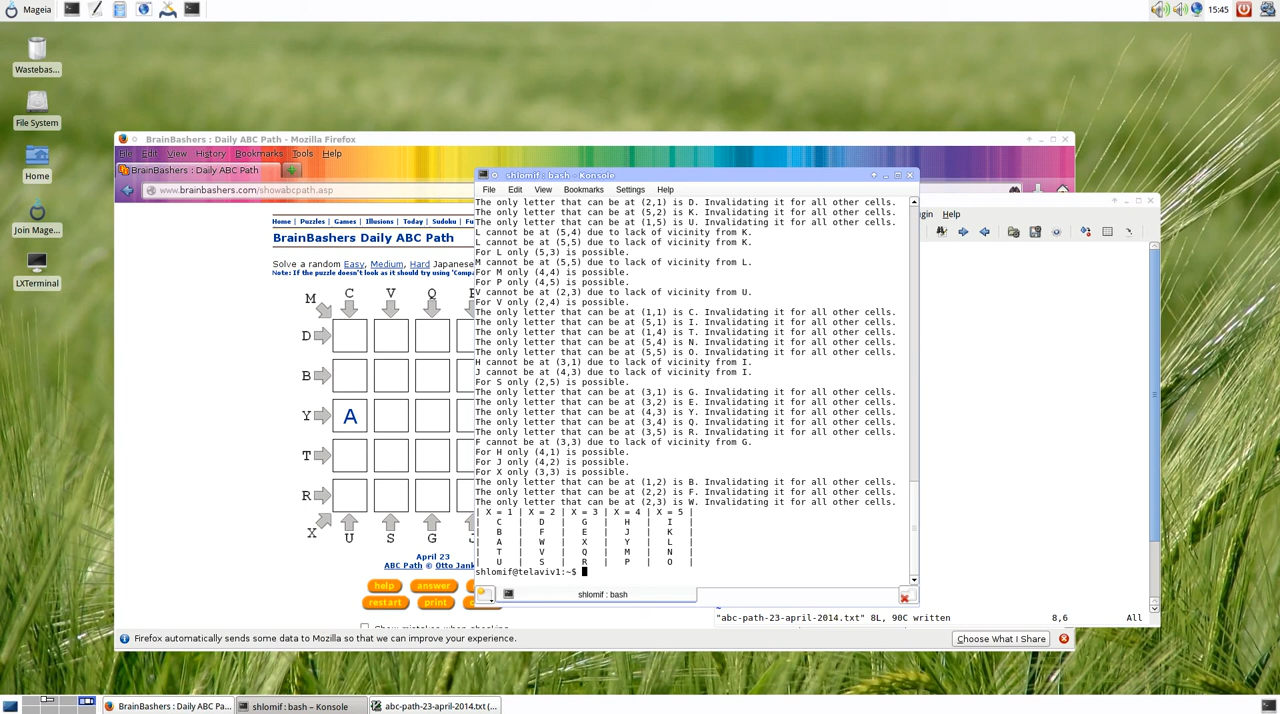 Mageia
15:45
Wastebas...
File System
Home
Join Mage...
LXTerminal
BrainBashers : Daily ABC Path - Mozilla Firefox
File Edit View History Bookmarks Tools Help
BrainBashers : Daily ABC Path
www.brainbashers.com/showabcpath.asp
Home | Puzzles | Games | Illusions | Today | Sudoku | Fu
BrainBashers Daily ABC Path
Solve a random Easy, Medium, Hard Japanese
Note: If the puzzle doesn't look as it should try using 'Compa
M C V Q
D
B
Y A
T
R
X U S G
April 23
ABC Path © Otto Jank
help answer
restart print
Show mistakes when checking
Firefox automatically sends some data to Mozilla so that we can improve your experience.
Choose What I Share
shlomif : bash – Konsole
File Edit View Bookmarks Settings Help
The only letter that can be at (2,1) is D. Invalidating it for all other cells.
The only letter that can be at (5,2) is K. Invalidating it for all other cells.
The only letter that can be at (1,5) is U. Invalidating it for all other cells.
L cannot be at (5,4) due to lack of vicinity from K.
L cannot be at (5,5) due to lack of vicinity from K.
For L only (5,3) is possible.
M cannot be at (5,5) due to lack of vicinity from L.
For M only (4,4) is possible.
For P only (4,5) is possible.
V cannot be at (2,3) due to lack of vicinity from U.
For V only (2,4) is possible.
The only letter that can be at (1,1) is C. Invalidating it for all other cells.
The only letter that can be at (5,1) is I. Invalidating it for all other cells.
The only letter that can be at (1,4) is T. Invalidating it for all other cells.
The only letter that can be at (5,4) is N. Invalidating it for all other cells.
The only letter that can be at (5,5) is O. Invalidating it for all other cells.
H cannot be at (3,1) due to lack of vicinity from I.
J cannot be at (4,3) due to lack of vicinity from I.
For S only (2,5) is possible.
The only letter that can be at (3,1) is G. Invalidating it for all other cells.
The only letter that can be at (3,2) is E. Invalidating it for all other cells.
The only letter that can be at (4,3) is Y. Invalidating it for all other cells.
The only letter that can be at (3,4) is Q. Invalidating it for all other cells.
The only letter that can be at (3,5) is R. Invalidating it for all other cells.
F cannot be at (3,3) due to lack of vicinity from G.
For H only (4,1) is possible.
For J only (4,2) is possible.
For X only (3,3) is possible.
The only letter that can be at (1,2) is B. Invalidating it for all other cells.
The only letter that can be at (2,2) is F. Invalidating it for all other cells.
The only letter that can be at (2,3) is W. Invalidating it for all other cells.
| X = 1 | X = 2 | X = 3 | X = 4 | X = 5 |
| C | D | G | H | I |
| B | F | E | J | K |
| A | W | X | Y | L |
| T | V | Q | M | N |
| U | S | R | P | O |
shlomif@telaviv1:~$
shlomif : bash
Help
"abc-path-23-april-2014.txt" 8L, 90C written 8,6 All
BrainBashers : Daily ABC Pa...
shlomif : bash – Konsole
abc-path-23-april-2014.txt (...